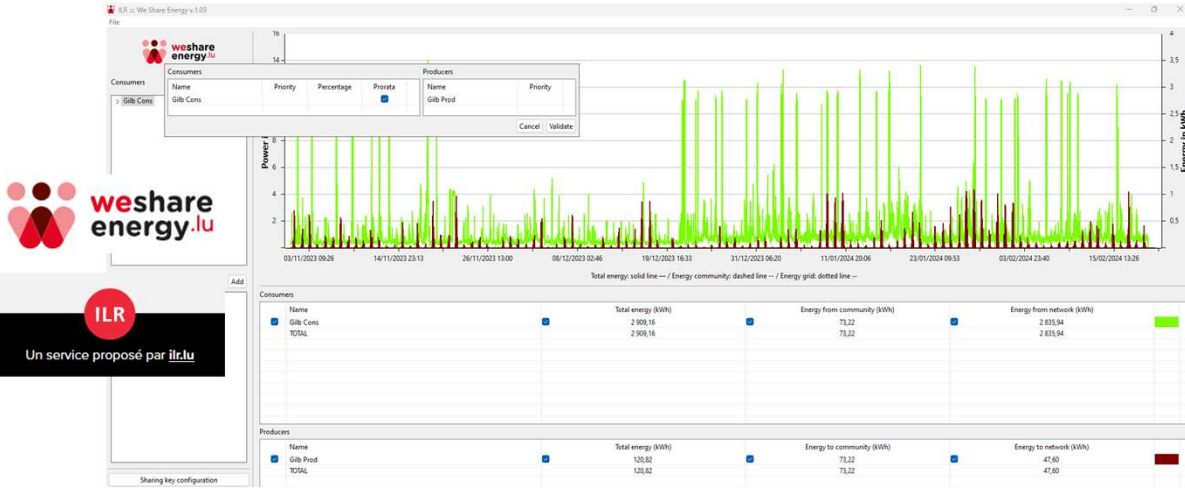 ILR :: We Share Energy v.1.03
File
weshare
energy.lu
Consumers
Gilb Cons
Consumers
Name Priority Percentage Prorata
Gilb Cons
Producers
Name Priority
Gilb Prod
Cancel Validate
16
14
8
6
4
2
4
3,5
3
2,5
2
1,5
1
0,5
Energy in kWh
03/11/2023 09:26 14/11/2023 23:13 26/11/2023 13:00 08/12/2023 02:46 19/12/2023 16:33 31/12/2023 06:20 11/01/2024 20:06 23/01/2024 09:53 03/02/2024 23:40 15/02/2024 13:26
Total energy: solid line — / Energy community: dashed line -- / Energy grid: dotted line ···
weshare
energy.lu
Add
ILR
Un service proposé par ilr.lu
Sharing key configuration
Consumers
Name Total energy (kWh) Energy from community (kWh) Energy from network (kWh)
Gilb Cons 2 909,16 73,22 2 835,94
TOTAL 2 909,16 73,22 2 835,94
Producers
Name Total energy (kWh) Energy to community (kWh) Energy to network (kWh)
Gilb Prod 120,82 73,22 47,60
TOTAL 120,82 73,22 47,60